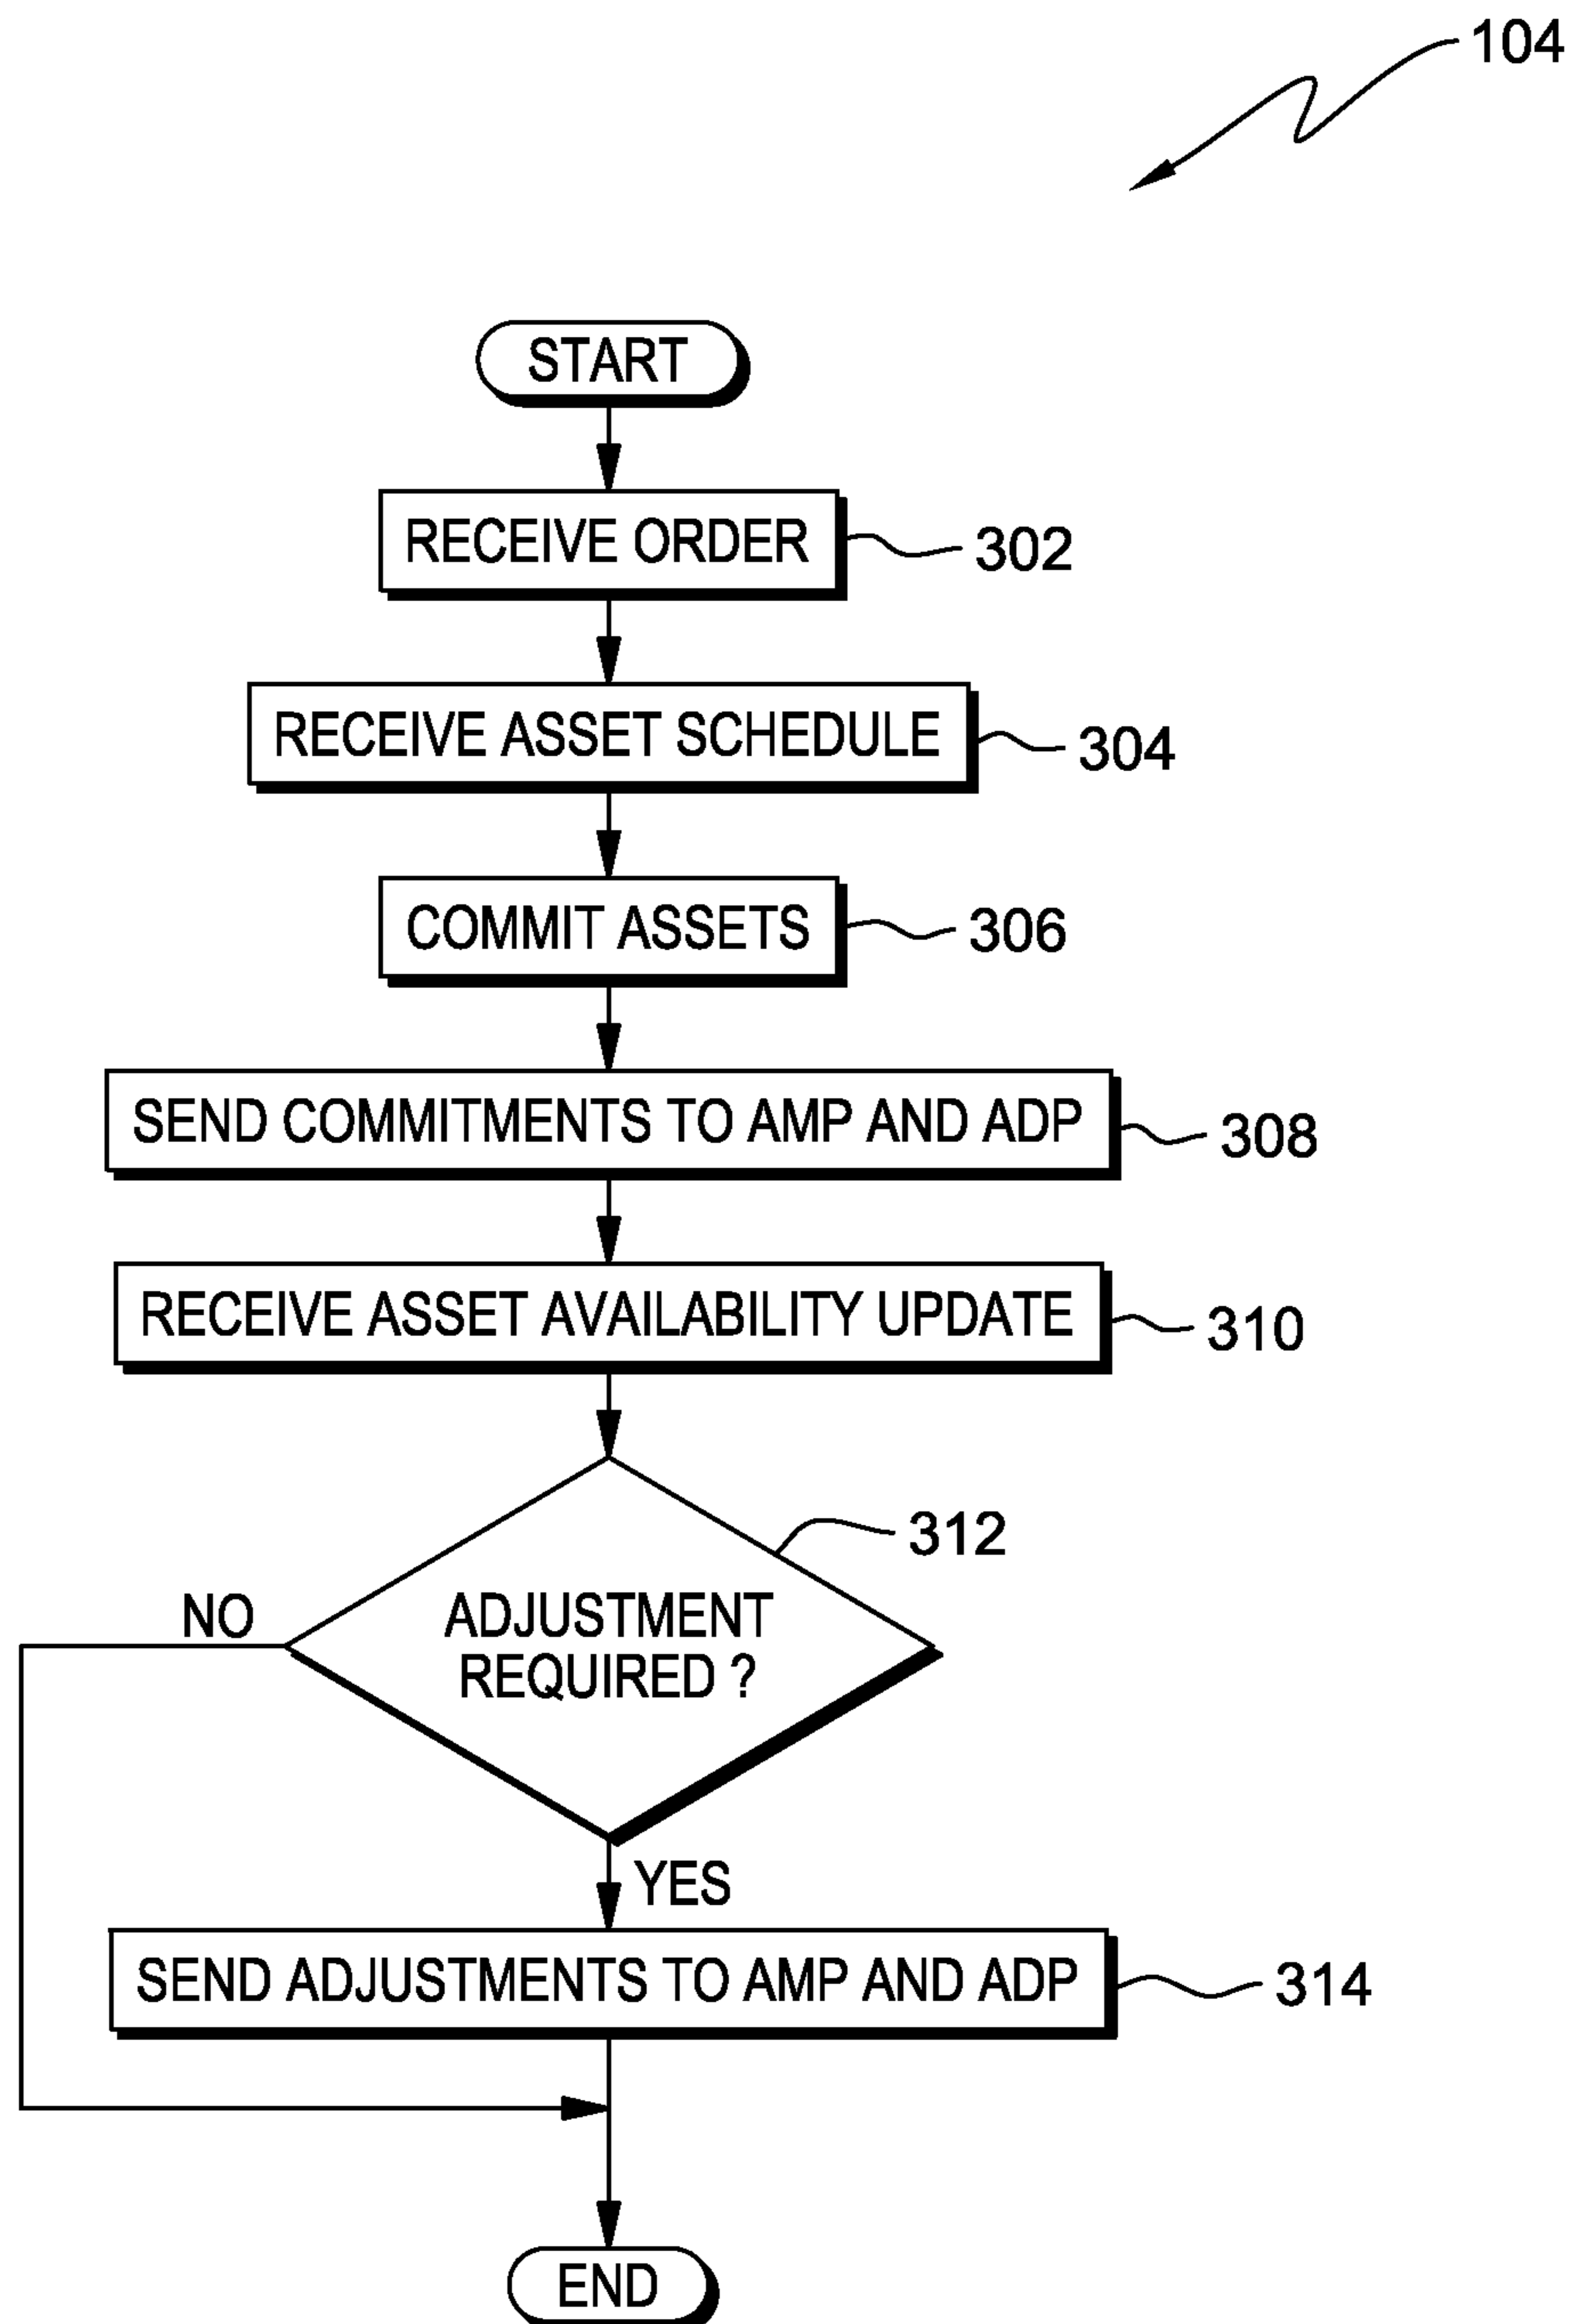 104
START
RECEIVE ORDER
302
RECEIVE ASSET SCHEDULE
304
COMMIT ASSETS
306
SEND COMMITMENTS TO AMP AND ADP
308
RECEIVE ASSET AVAILABILITY UPDATE
310
312
ADJUSTMENT
REQUIRED ?
NO
YES
SEND ADJUSTMENTS TO AMP AND ADP
314
END